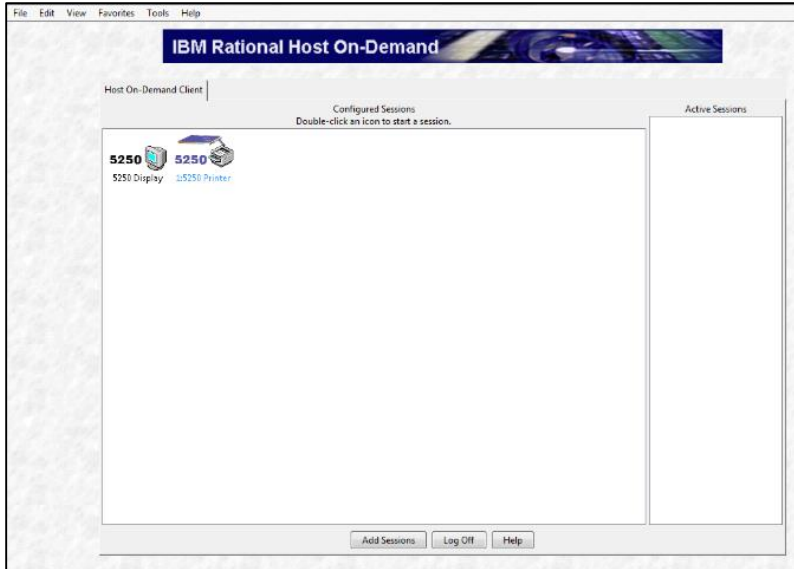 File Edit View Favorites Tools Help
IBM Rational Host On-Demand
Host On-Demand Client
Configured Sessions
Double-click an icon to start a session.
Active Sessions
5250 5250
5250 Display 1:5250 Printer
Add Sessions Log Off Help